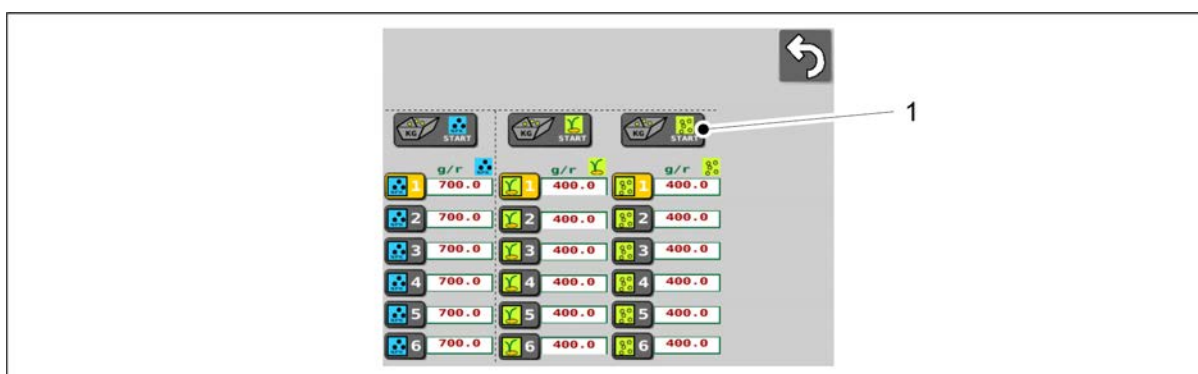 1
KG START KG START KG START
g/r g/r g/r
1 700.0 1 400.0 1 400.0
2 700.0 2 400.0 2 400.0
3 700.0 3 400.0 3 400.0
4 700.0 4 400.0 4 400.0
5 700.0 5 400.0 5 400.0
6 700.0 6 400.0 6 400.0